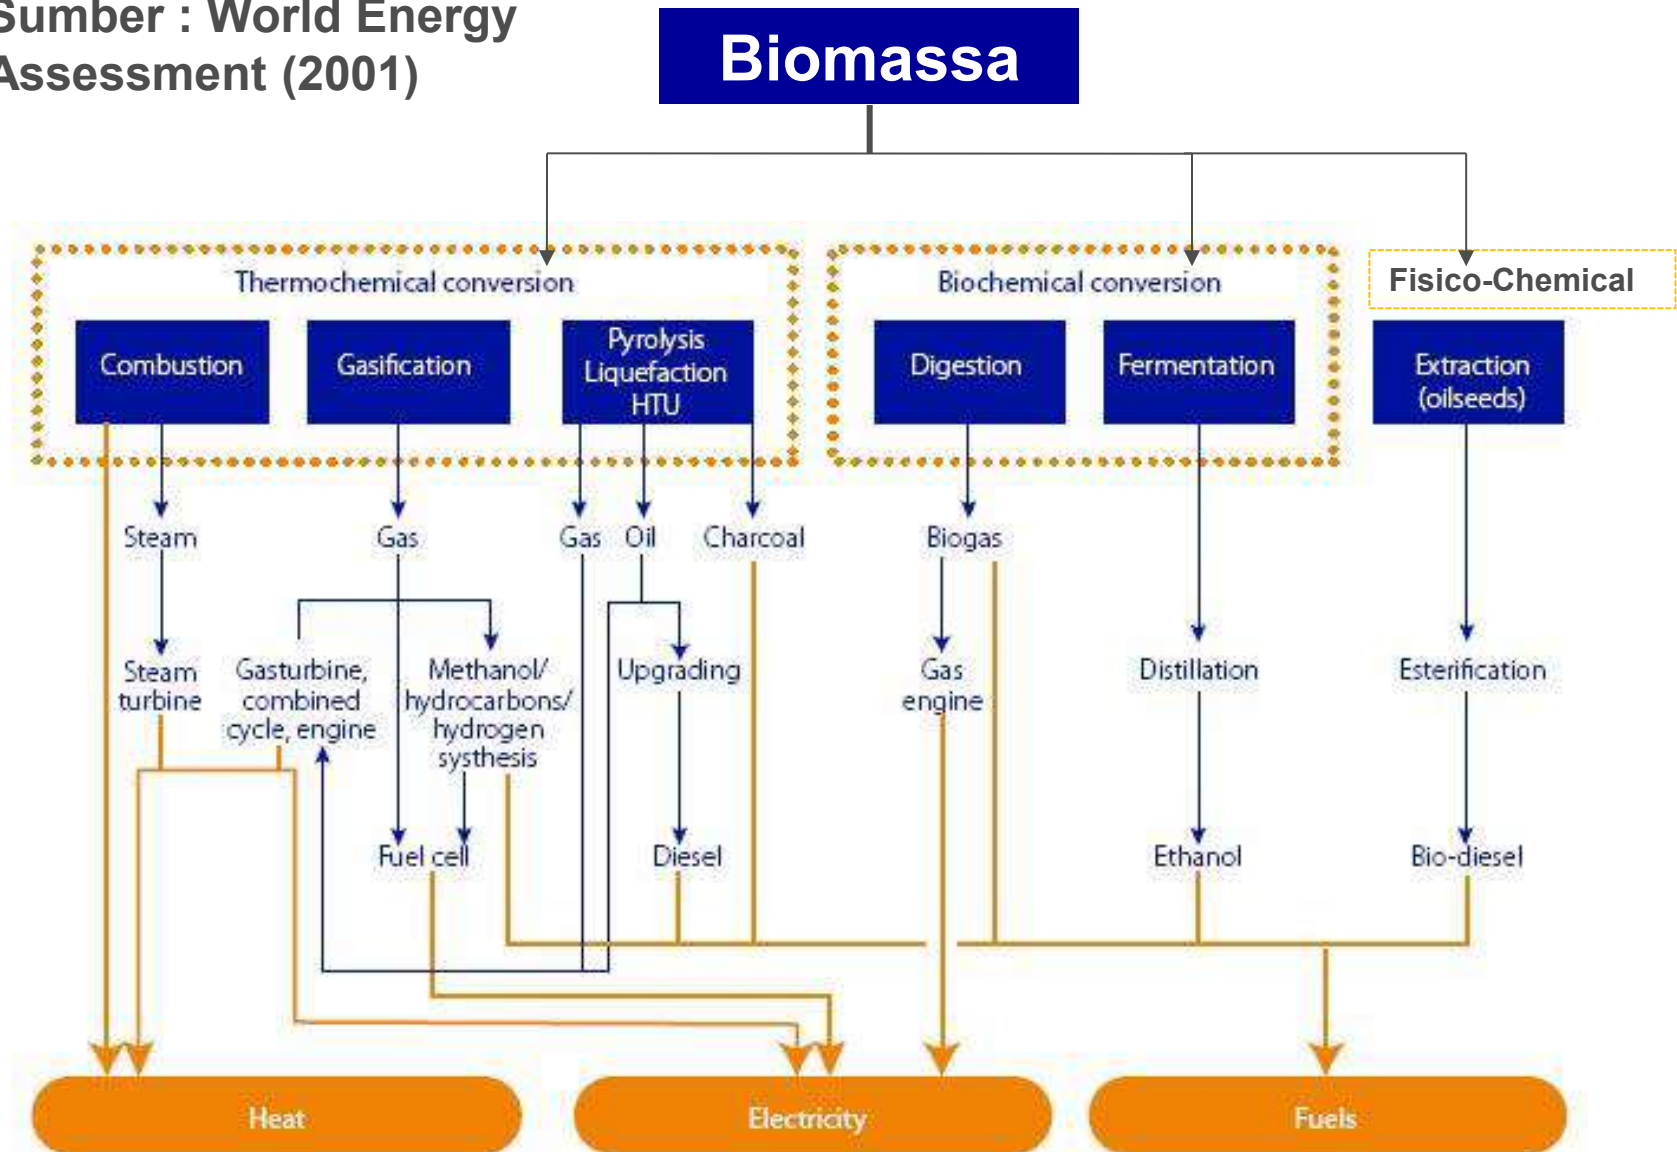 Sumber : World Energy
Assessment (2001)
Biomassa
Thermochemical conversion
Biochemical conversion
Fisico-Chemical
Combustion
Gasification
Pyrolysis
Liquefaction
HTU
Digestion
Fermentation
Extraction
(oilseeds)
Steam
Gas
Gas
Oil
Charcoal
Biogas
Steam
turbine
Gasturbine,
combined
cycle, engine
Methanol/
hydrocarbons/
hydrogen
systhesis
Upgrading
Gas
engine
Distillation
Esterification
Fuel cell
Diesel
Ethanol
Bio-diesel
Heat
Electricity
Fuels